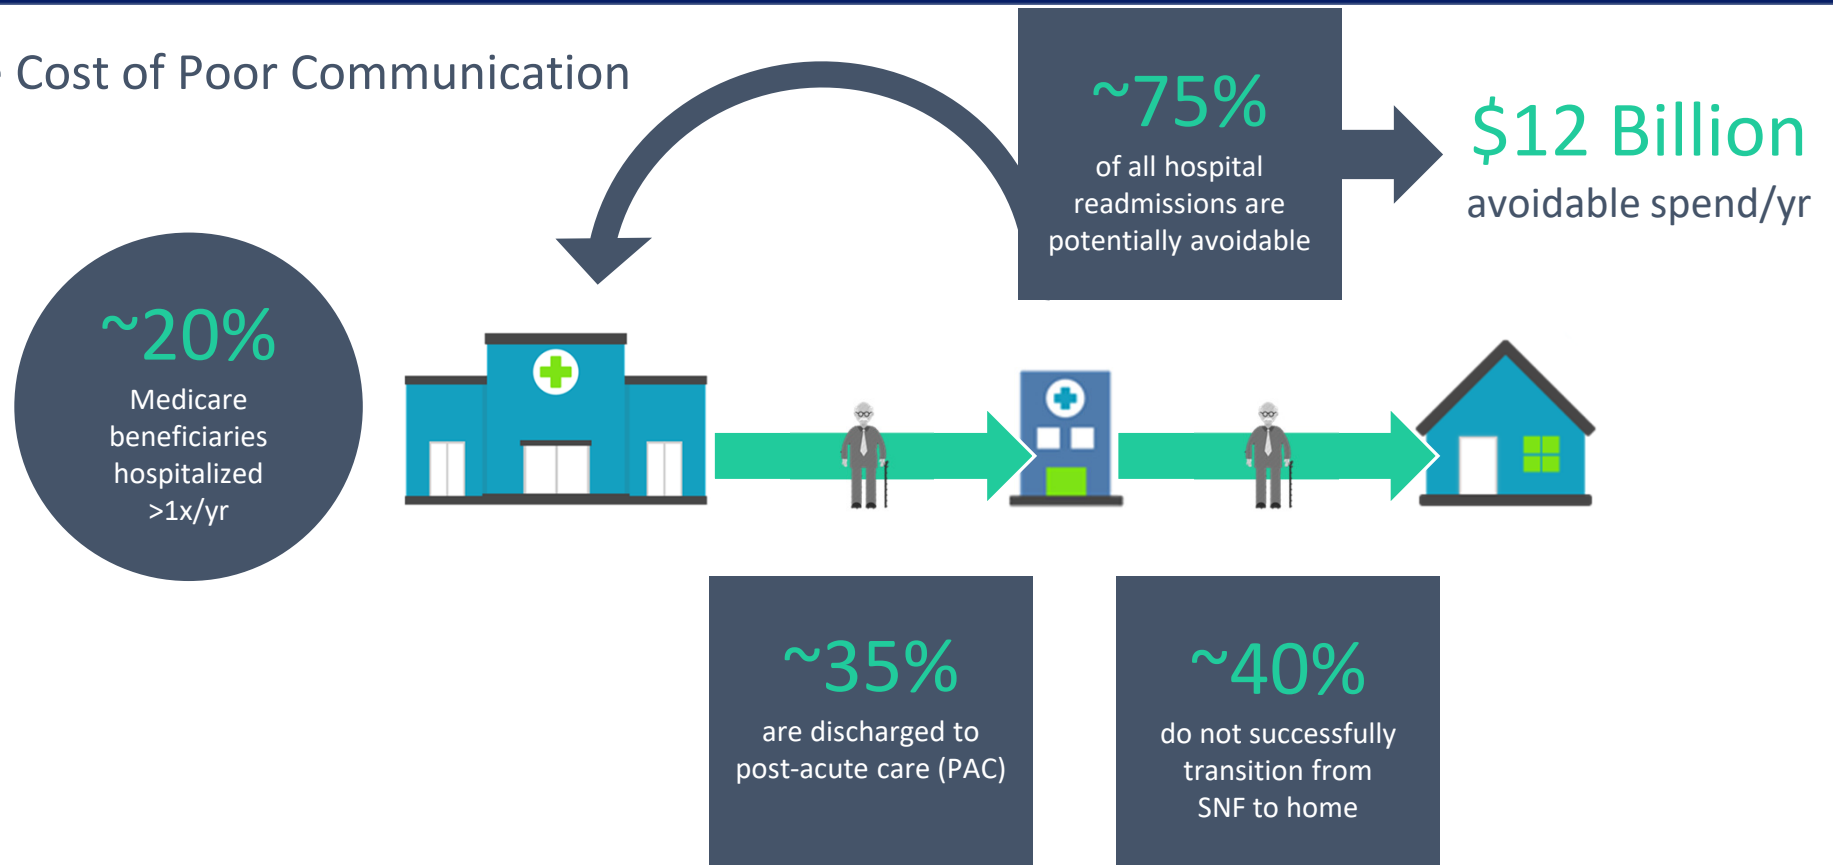 Cost of Poor Communication
~75%
of all hospital
readmissions are
potentially avoidable
$12 Billion
avoidable spend/yr
~20%
Medicare
beneficiaries
hospitalized
>1x/yr
~35%
are discharged to
post-acute care (PAC)
~40%
do not successfully
transition from
SNF to home